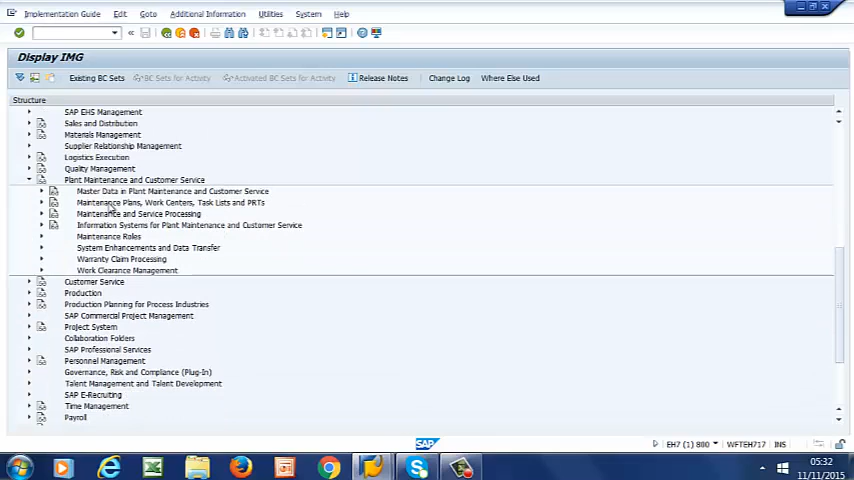 Implementation Guide Edit Goto Additional Information Utilities System Help
Display IMG
Existing BC Sets BC Sets for Activity Activated BC Sets for Activity Release Notes Change Log Where Else Used
Structure
SAP EHS Management
Sales and Distribution
Materials Management
Supplier Relationship Management
Logistics Execution
Quality Management
Plant Maintenance and Customer Service
Master Data in Plant Maintenance and Customer Service
Maintenance Plans, Work Centers, Task Lists and PRTs
Maintenance and Service Processing
Information Systems for Plant Maintenance and Customer Service
Maintenance Roles
System Enhancements and Data Transfer
Warranty Claim Processing
Work Clearance Management
Customer Service
Production
Production Planning for Process Industries
SAP Commercial Project Management
Project System
Collaboration Folders
SAP Professional Services
Personnel Management
Governance, Risk and Compliance (Plug-In)
Talent Management and Talent Development
SAP E-Recruiting
Time Management
Payroll
SAP EH7 (1) 800 WFTEH717 INS
05:32
11/11/2015